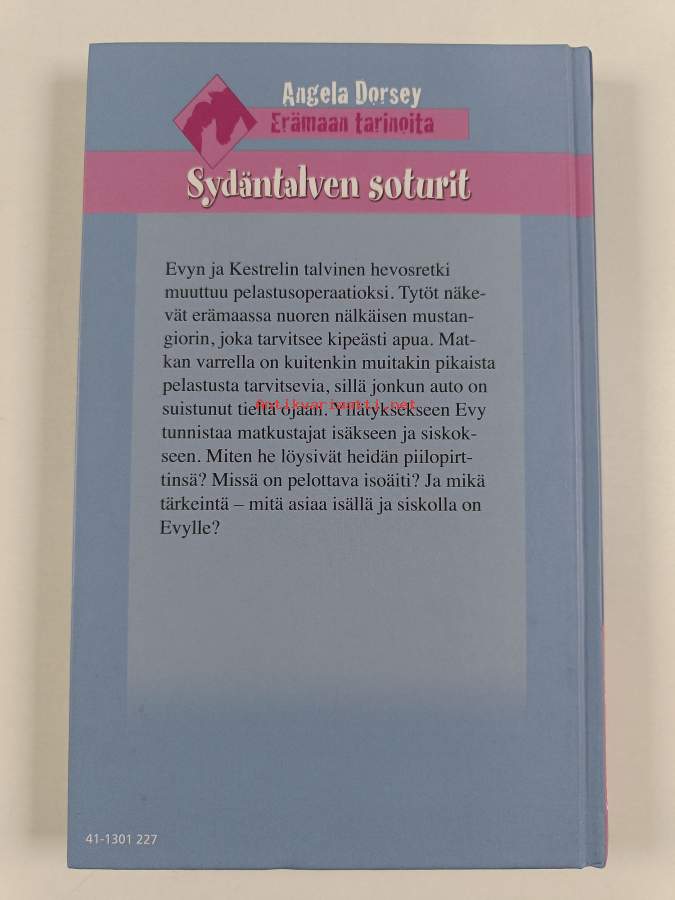 Angela Dorsey
Erämaan tarinoita
Sydäntalven soturit
Evyn ja Kestrelin talvinen hevosretki
muuttuu pelastusoperaatioksi. Tytöt näke-
vät erämaassa nuoren nälkäisen mustan-
giorin, joka tarvitsee kipeästi apua. Mat-
kan varrella on kuitenkin muitakin pikaista
pelastusta tarvitsevia, sillä jonkun auto on
suistunut tieltä ojaan. Yllätyksekseen Evy
Antikvariaatti.net
tunnistaa matkustajat isäkseen ja siskok-
seen. Miten he löysivät heidän piilopirt-
tinsä? Missä on pelottava isoäiti? Ja mikä
tärkeintä – mitä asiaa isällä ja siskolla on
Evylle?
41-1301 227